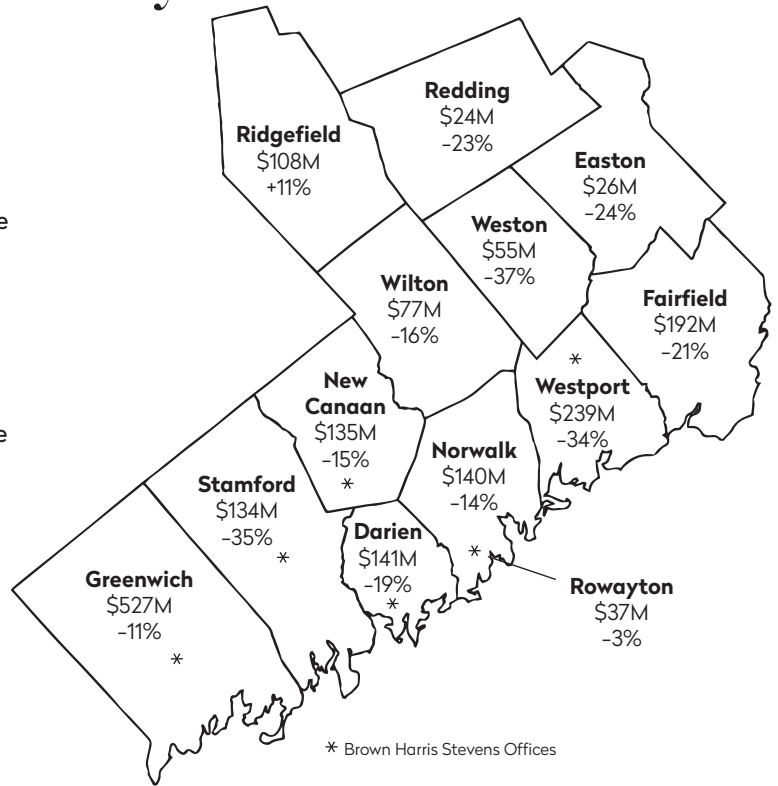 y
e
e
Ridgefield
$108M
+11%
Redding
$24M
-23%
Easton
$26M
-24%
Weston
$55M
-37%
Wilton
$77M
-16%
Fairfield
$192M
-21%
*
Westport
$239M
-34%
New
Canaan
$135M
-15%
*
Norwalk
$140M
-14%
*
Stamford
$134M
-35%
*
Darien
$141M
-19%
*
Greenwich
$527M
-11%
*
Rowayton
$37M
-3%
* Brown Harris Stevens Offices